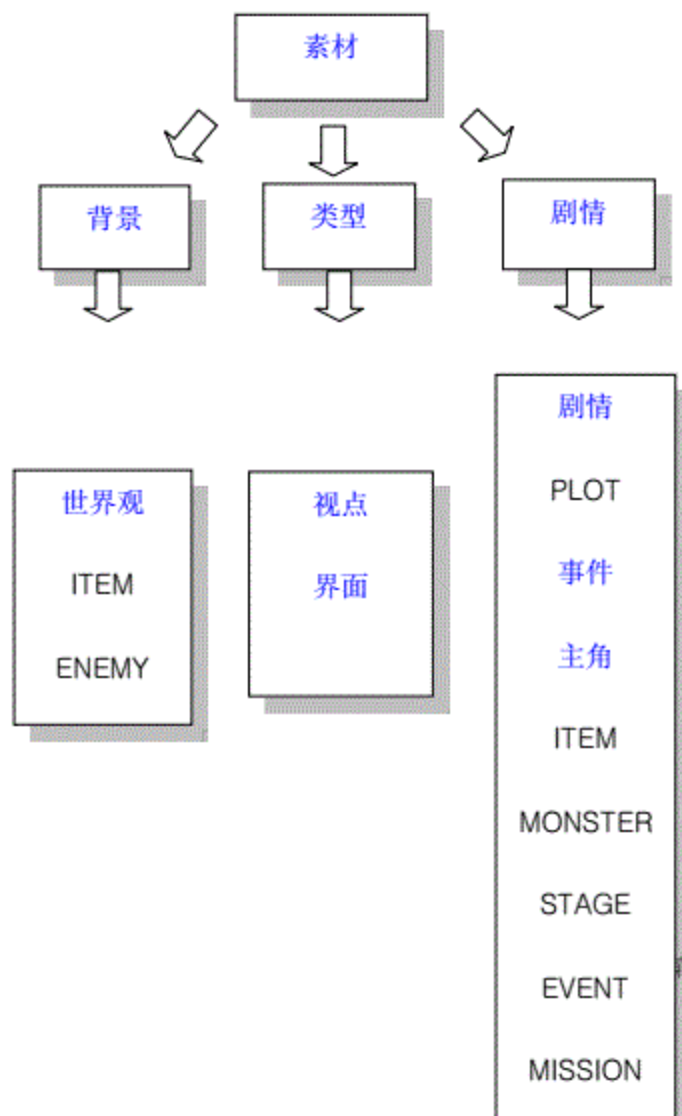 素材
背景
类型
剧情
世界观
ITEM
ENEMY
视点
界面
剧情
PLOT
事件
主角
ITEM
MONSTER
STAGE
EVENT
MISSION